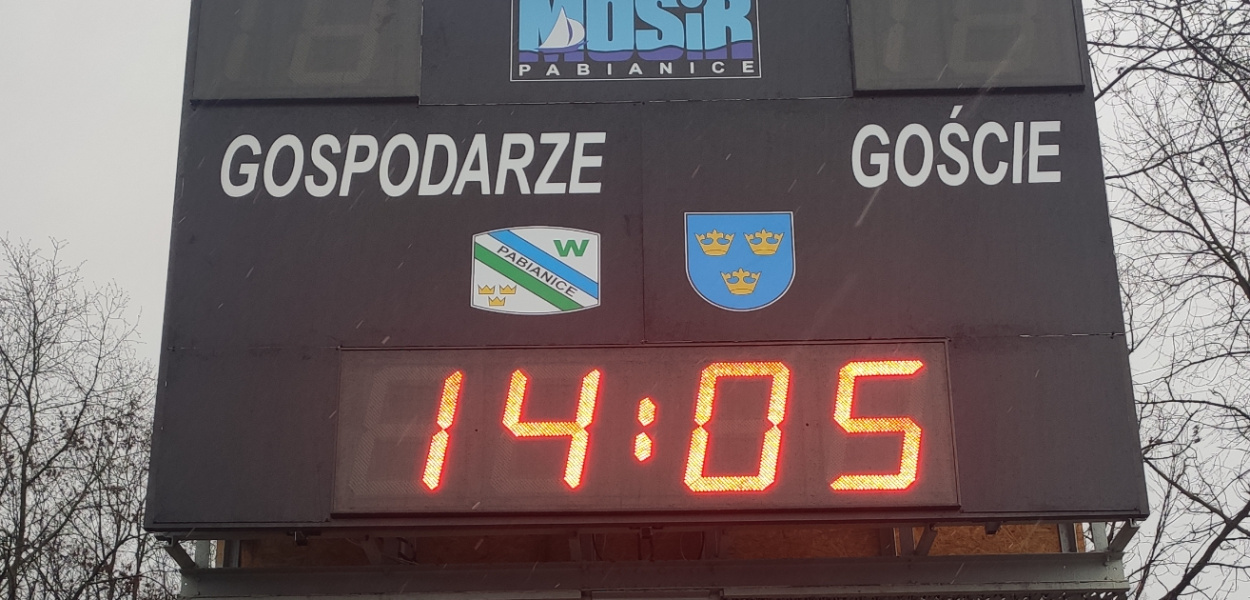 MOSiR
PABIANICE
GOSPODARZE
GOŚCIE
W
PABIANICE
14:05